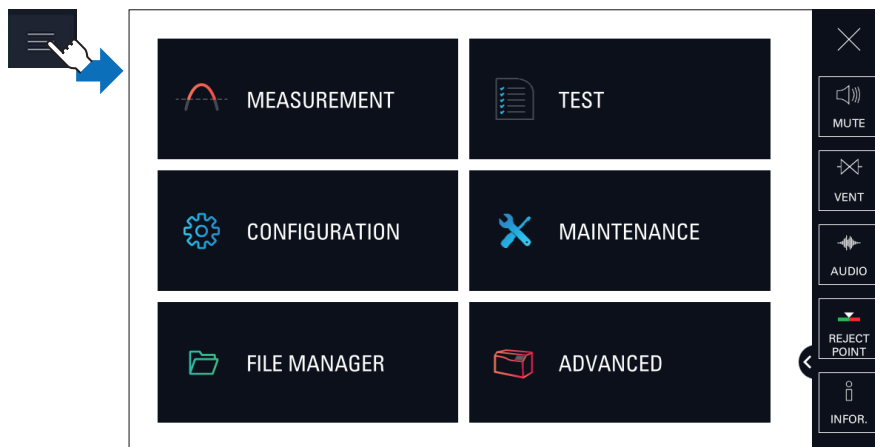 MEASUREMENT
TEST
CONFIGURATION
MAINTENANCE
FILE MANAGER
ADVANCED
MUTE
VENT
AUDIO
REJECT
POINT
INFOR.